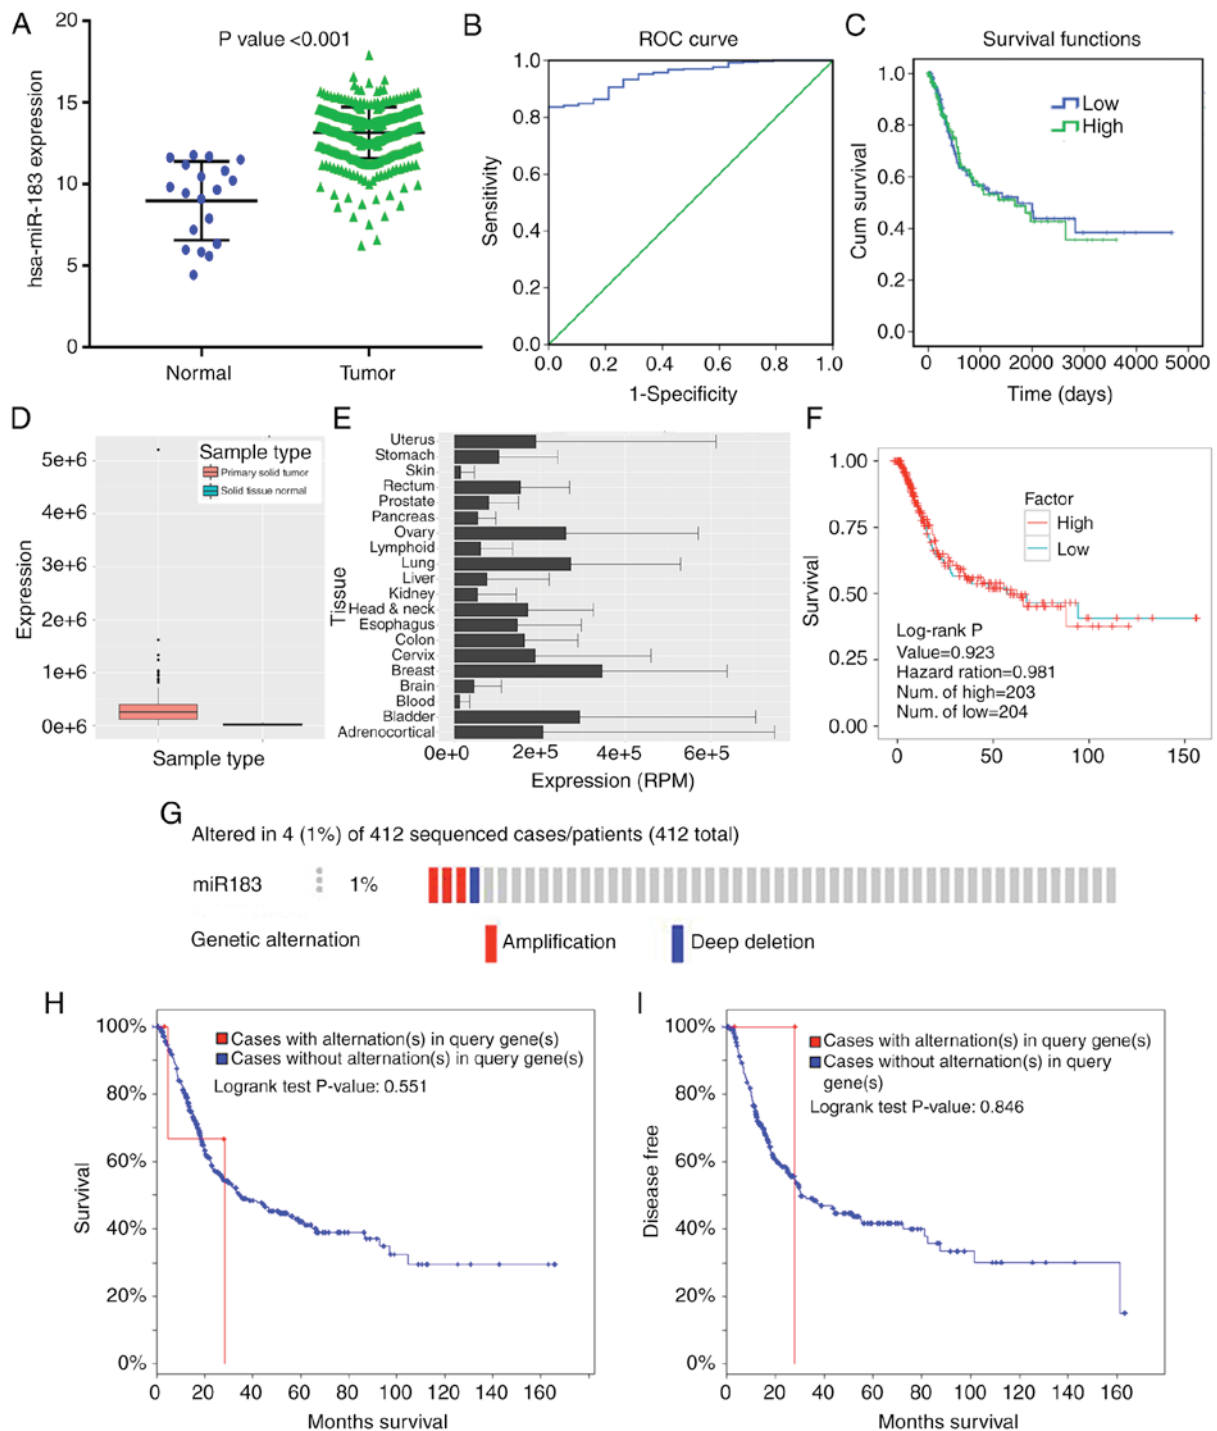 A
P value <0.001
hsa-miR-183 expression
20
15
10
5
0
Normal
Tumor
B
ROC curve
Sensitivity
1.0
0.8
0.6
0.4
0.2
0.0
0.0
0.2
0.4
0.6
0.8
1.0
1-Specificity
C
Survival functions
Low
High
Cum survival
1.0
0.8
0.6
0.4
0.2
0.0
0
1000
2000
3000
4000
5000
Time (days)
D
Expression
5e+6
4e+6
3e+6
2e+6
1e+6
0e+6
Sample type
Primary solid tumor
Solid tissue normal
Sample type
E
Tissue
Uterus
Stomach
Skin
Rectum
Prostate
Pancreas
Ovary
Lymphoid
Lung
Liver
Kidney
Head & neck
Esophagus
Colon
Cervix
Breast
Brain
Blood
Bladder
Adrenocortical
0e+0
2e+5
4e+5
6e+5
Expression (RPM)
F
Survival
1.00
0.75
0.50
0.25
0.00
Factor
High
Low
Log-rank P
Value=0.923
Hazard ration=0.981
Num. of high=203
Num. of low=204
0
50
100
150
G
Altered in 4 (1%) of 412 sequenced cases/patients (412 total)
miR183
1%
Genetic alternation
Amplification
Deep deletion
H
Survival
100%
80%
60%
40%
20%
0%
Cases with alternation(s) in query gene(s)
Cases without alternation(s) in query gene(s)
Logrank test P-value: 0.551
0
20
40
60
80
100
120
140
160
Months survival
I
Disease free
100%
80%
60%
40%
20%
0%
Cases with alternation(s) in query gene(s)
Cases without alternation(s) in query
gene(s)
Logrank test P-value: 0.846
0
20
40
60
80
100
120
140
160
Months survival